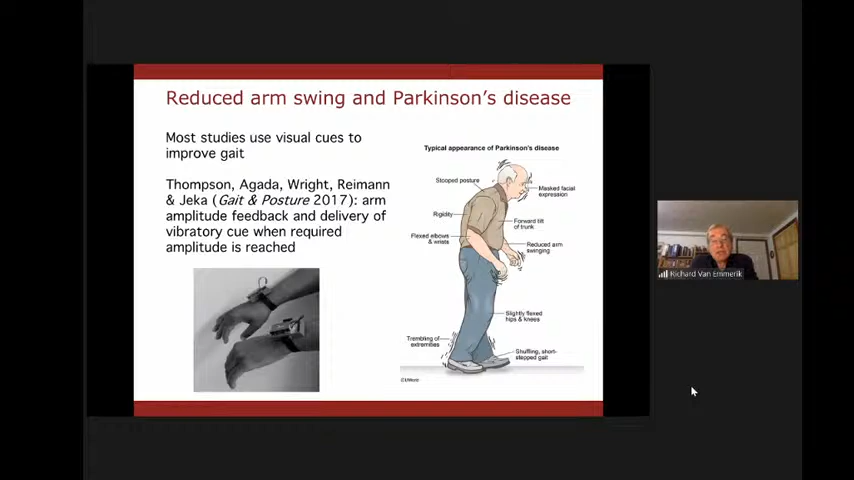 Reduced arm swing and Parkinson's disease
Most studies use visual cues to
improve gait
Thompson, Agada, Wright, Reimann
& Jeka (Gait & Posture 2017): arm
amplitude feedback and delivery of
vibratory cue when required
amplitude is reached
Typical appearance of Parkinson's disease
Stooped posture
Masked facial
expression
Rigidity
Forward tilt
of trunk
Flexed elbows
& wrists
Reduced arm
swinging
Slightly flexed
hips & knees
Trembling of
extremities
Shuffling, short-
stepped gait
Richard Van Emmerik